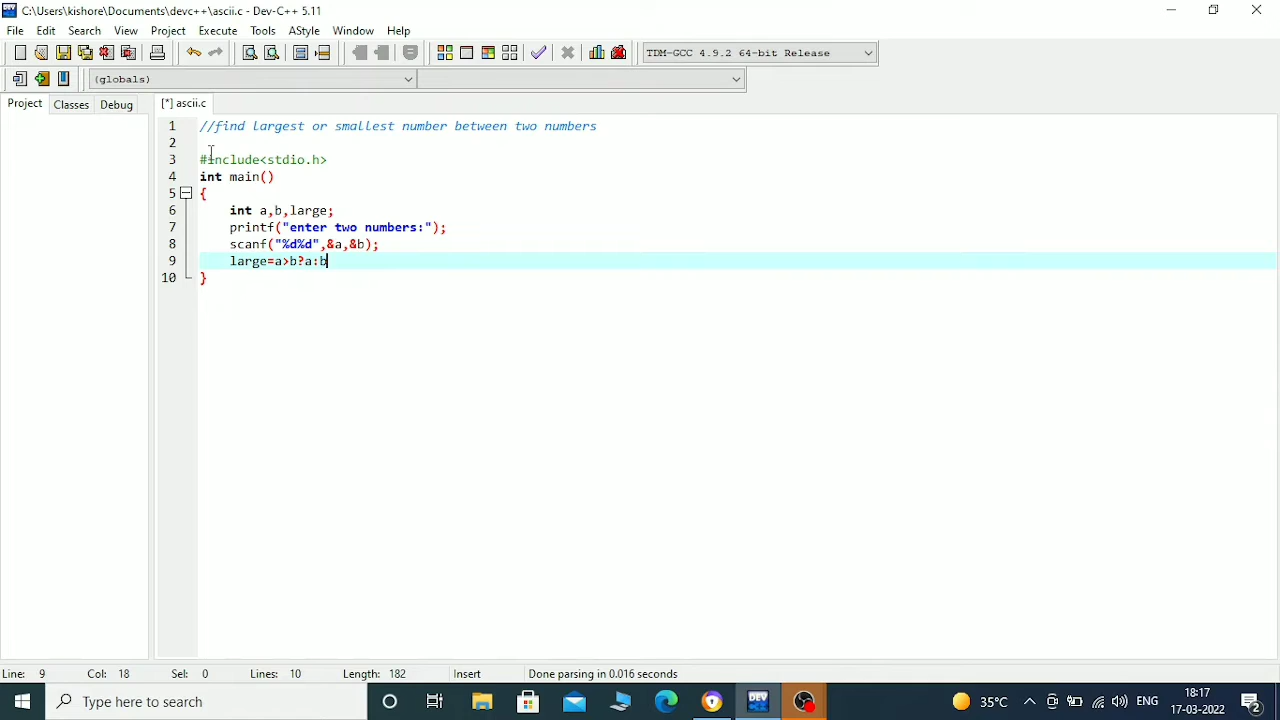 C:\Users\kishore\Documents\devc++\ascii.c - Dev-C++ 5.11
File Edit Search View Project Execute Tools AStyle Window Help
TDM-GCC 4.9.2 64-bit Release
(globals)
Project Classes Debug [*] ascii.c
1 //find largest or smallest number between two numbers
2
3 #include<stdio.h>
4 int main()
5 {
6 int a,b,large;
7 printf("enter two numbers:");
8 scanf("%d%d",&a,&b);
9 large=a>b?a:b
10 }
Line: 9 Col: 18 Sel: 0 Lines: 10 Length: 182 Insert Done parsing in 0.016 seconds
Type here to search DEV 35°C ENG 18:17
17-03-2022 2